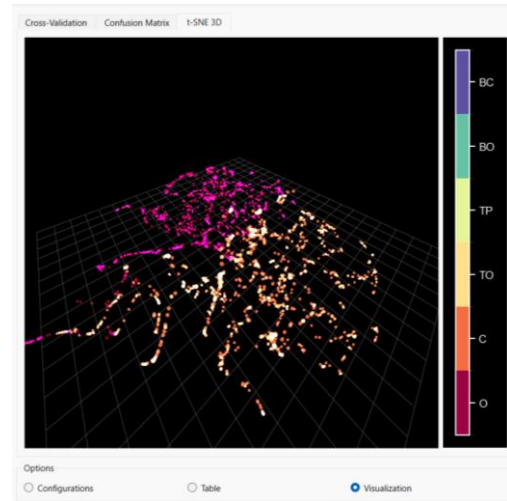 Cross-Validation Confusion Matrix t-SNE 3D
BC
BO
TP
TO
C
O
Options
Configurations Table Visualization